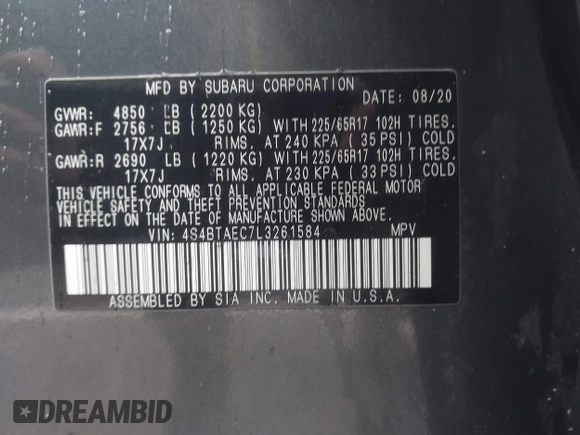 MFD BY SUBARU CORPORATION
DATE: 08/20
GVWR: 4850 LB (2200 KG)
GAWR:F 2756 LB (1250 KG) WITH 225/65R17 102H TIRES.
17X7J RIMS, AT 240 KPA (35 PSI) COLD
GAWR:R 2690 LB (1220 KG) WITH 225/65R17 102H TIRES.
17X7J RIMS, AT 230 KPA (33 PSI) COLD
THIS VEHICLE CONFORMS TO ALL APPLICABLE FEDERAL MOTOR
VEHICLE SAFETY AND THEFT PREVENTION STANDARDS
IN EFFECT ON THE DATE OF MANUFACTURE SHOWN ABOVE.
VIN: 4S4BTAEC7L3261584 MPV
ASSEMBLED BY SIA INC. MADE IN U.S.A.
DREAMBID